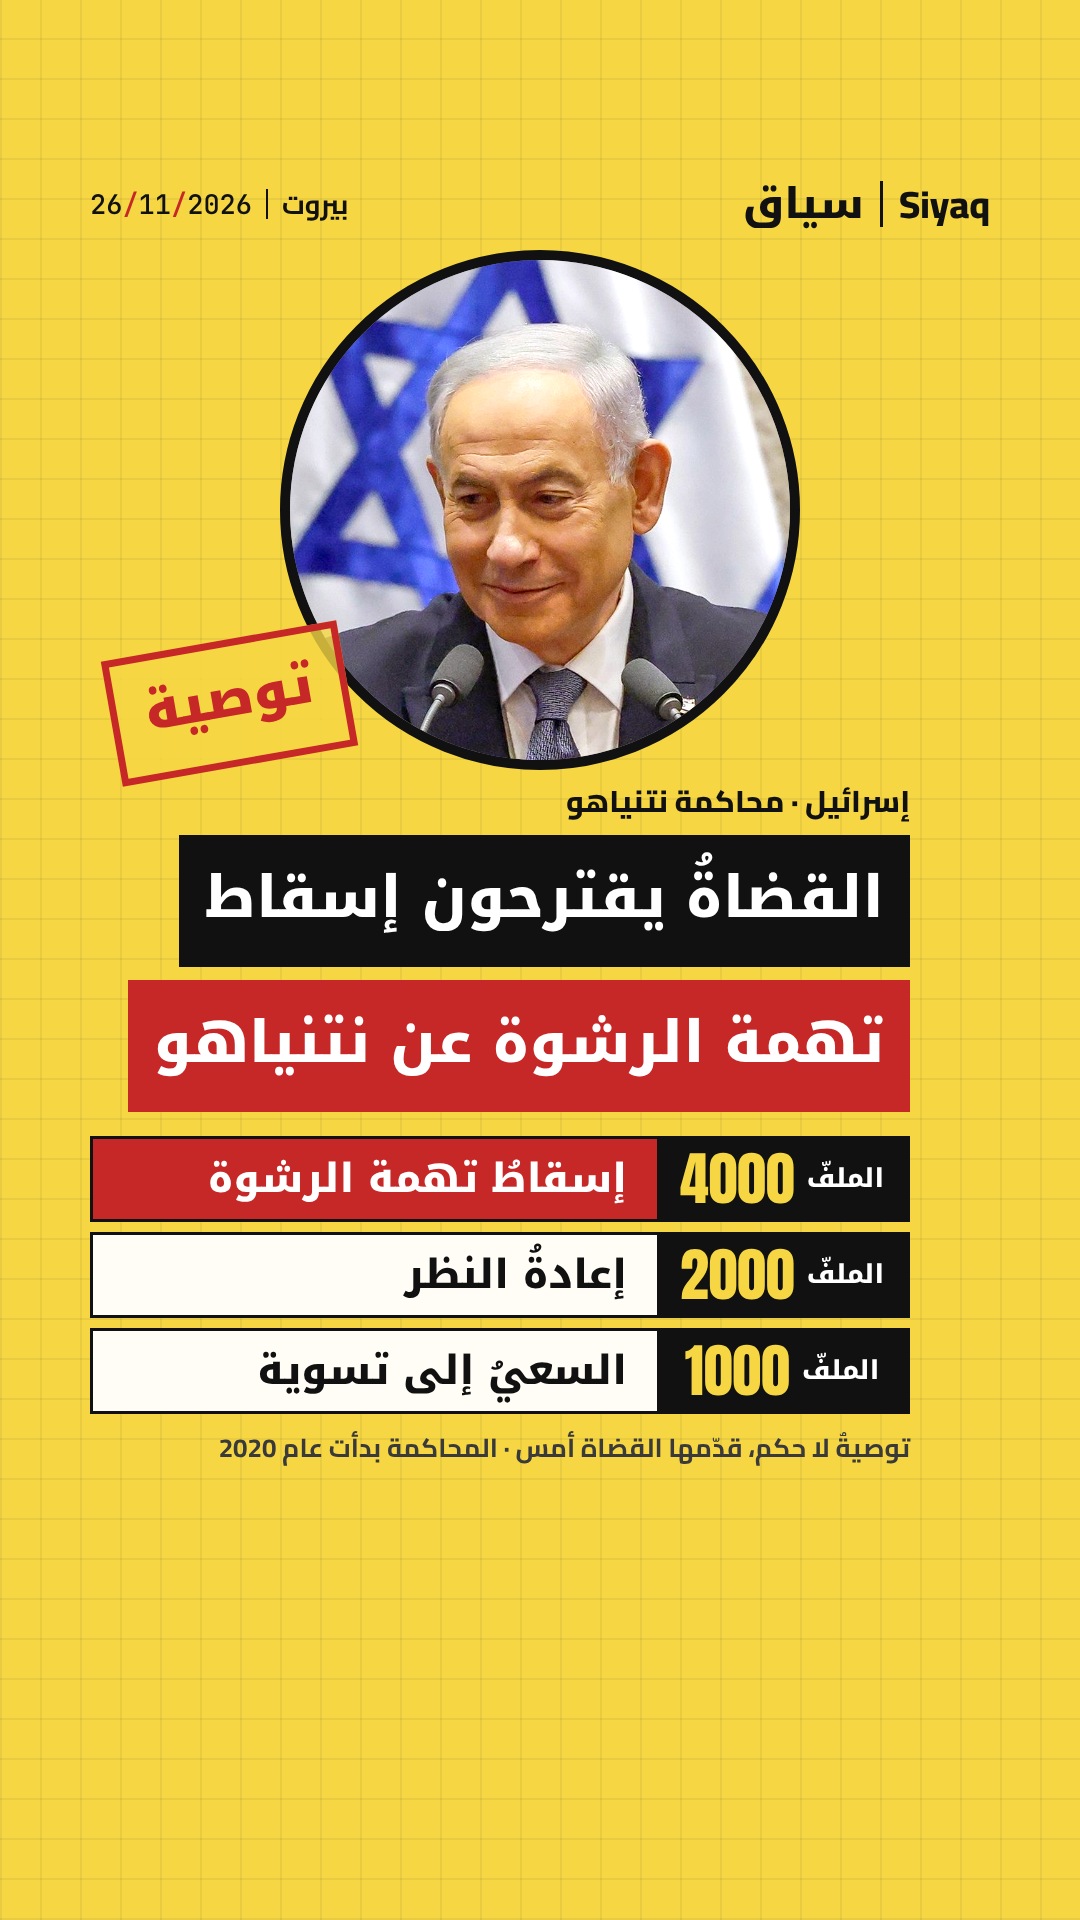 سياق | Siyaq
بيروت | 26/11/2026
توصية
إسرائيل · محاكمة نتنياهو
القضاةُ يقترحون إسقاط
تهمة الرشوة عن نتنياهو
الملفّ 4000 إسقاطُ تهمة الرشوة
الملفّ 2000 إعادةُ النظر
الملفّ 1000 السعيُ إلى تسوية
توصيةٌ لا حكم، قدّمها القضاة أمس · المحاكمة بدأت عام 2020